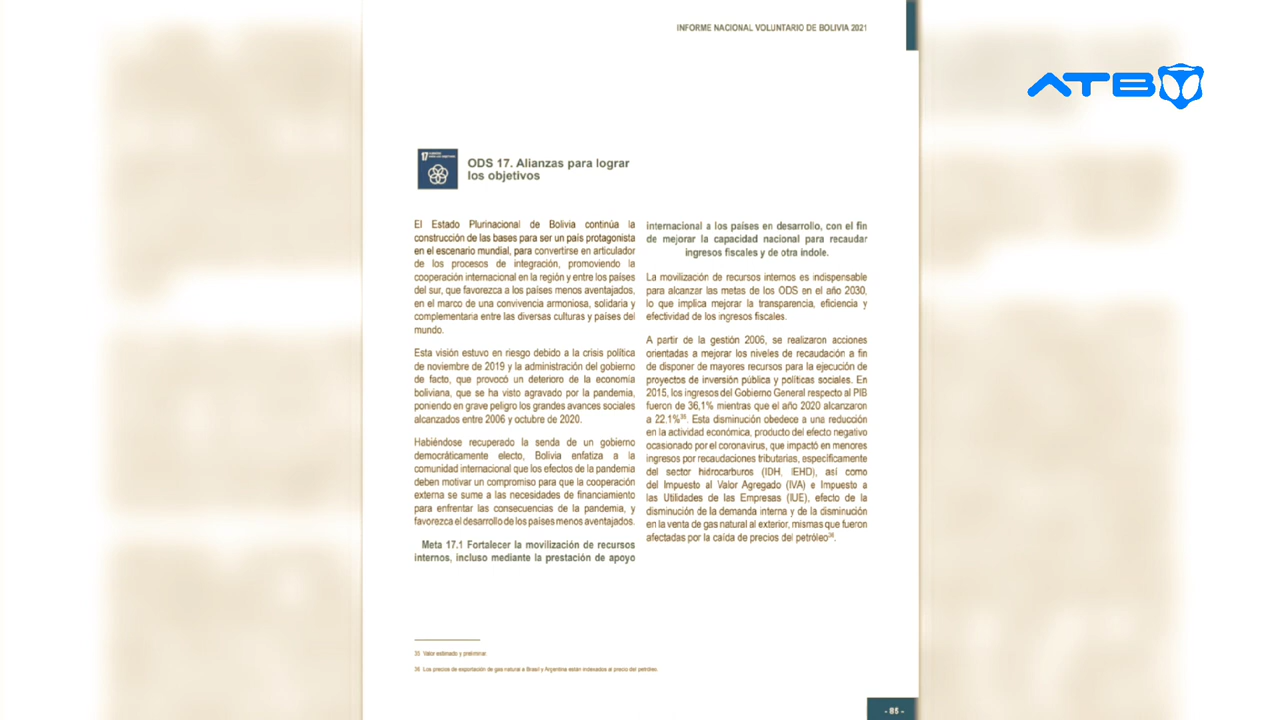 INFORME NACIONAL VOLUNTARIO DE BOLIVIA 2021
ATB
17
ODS 17. Alianzas para lograr
los objetivos
El Estado Plurinacional de Bolivia continúa la
construcción de las bases para ser un país protagonista
en el escenario mundial, para convertirse en articulador
de los procesos de integración, promoviendo la
cooperación internacional en la región y entre los países
del sur, que favorezca a los países menos aventajados,
en el marco de una convivencia armoniosa, solidaria y
complementaria entre las diversas culturas y países del
mundo.
Esta visión estuvo en riesgo debido a la crisis política
de noviembre de 2019 y la administración del gobierno
de facto, que provocó un deterioro de la economía
boliviana, que se ha visto agravado por la pandemia,
poniendo en grave peligro los grandes avances sociales
alcanzados entre 2006 y octubre de 2020.
Habiéndose recuperado la senda de un gobierno
democráticamente electo, Bolivia enfatiza a la
comunidad internacional que los efectos de la pandemia
deben motivar un compromiso para que la cooperación
externa se sume a las necesidades de financiamiento
para enfrentar las consecuencias de la pandemia, y
favorezca el desarrollo de los países menos aventajados.
Meta 17.1 Fortalecer la movilización de recursos
internos, incluso mediante la prestación de apoyo
internacional a los países en desarrollo, con el fin
de mejorar la capacidad nacional para recaudar
ingresos fiscales y de otra índole.
La movilización de recursos internos es indispensable
para alcanzar las metas de los ODS en el año 2030,
lo que implica mejorar la transparencia, eficiencia y
efectividad de los ingresos fiscales.
A partir de la gestión 2006, se realizaron acciones
orientadas a mejorar los niveles de recaudación a fin
de disponer de mayores recursos para la ejecución de
proyectos de inversión pública y políticas sociales. En
2015, los ingresos del Gobierno General respecto al PIB
fueron de 36,1% mientras que el año 2020 alcanzaron
a 22,1%35. Esta disminución obedece a una reducción
en la actividad económica, producto del efecto negativo
ocasionado por el coronavirus, que impactó en menores
ingresos por recaudaciones tributarias, específicamente
del sector hidrocarburos (IDH, IEHD), así como
del Impuesto al Valor Agregado (IVA) e Impuesto a
las Utilidades de las Empresas (IUE), efecto de la
disminución de la demanda interna y de la disminución
en la venta de gas natural al exterior, mismas que fueron
afectadas por la caída de precios del petróleo36.
35 Valor estimado y preliminar.
36 Los precios de exportación de gas natural a Brasil y Argentina están indexados al precio del petróleo.
- 85 -